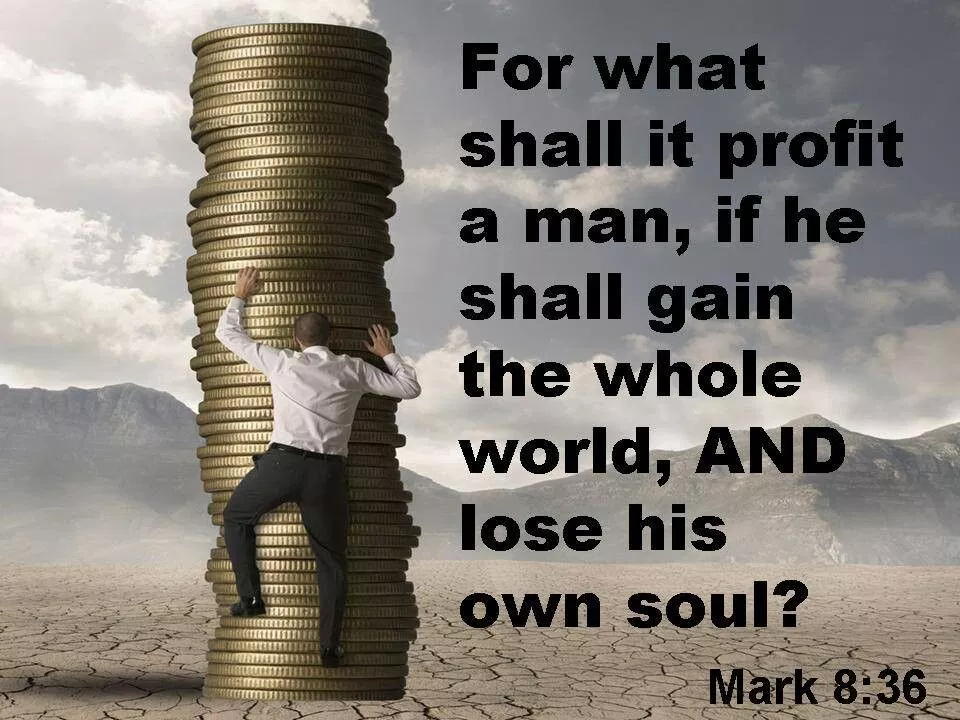 For what
shall it profit
a man, if he
shall gain
the whole
world, AND
lose his
own soul?
Mark 8:36